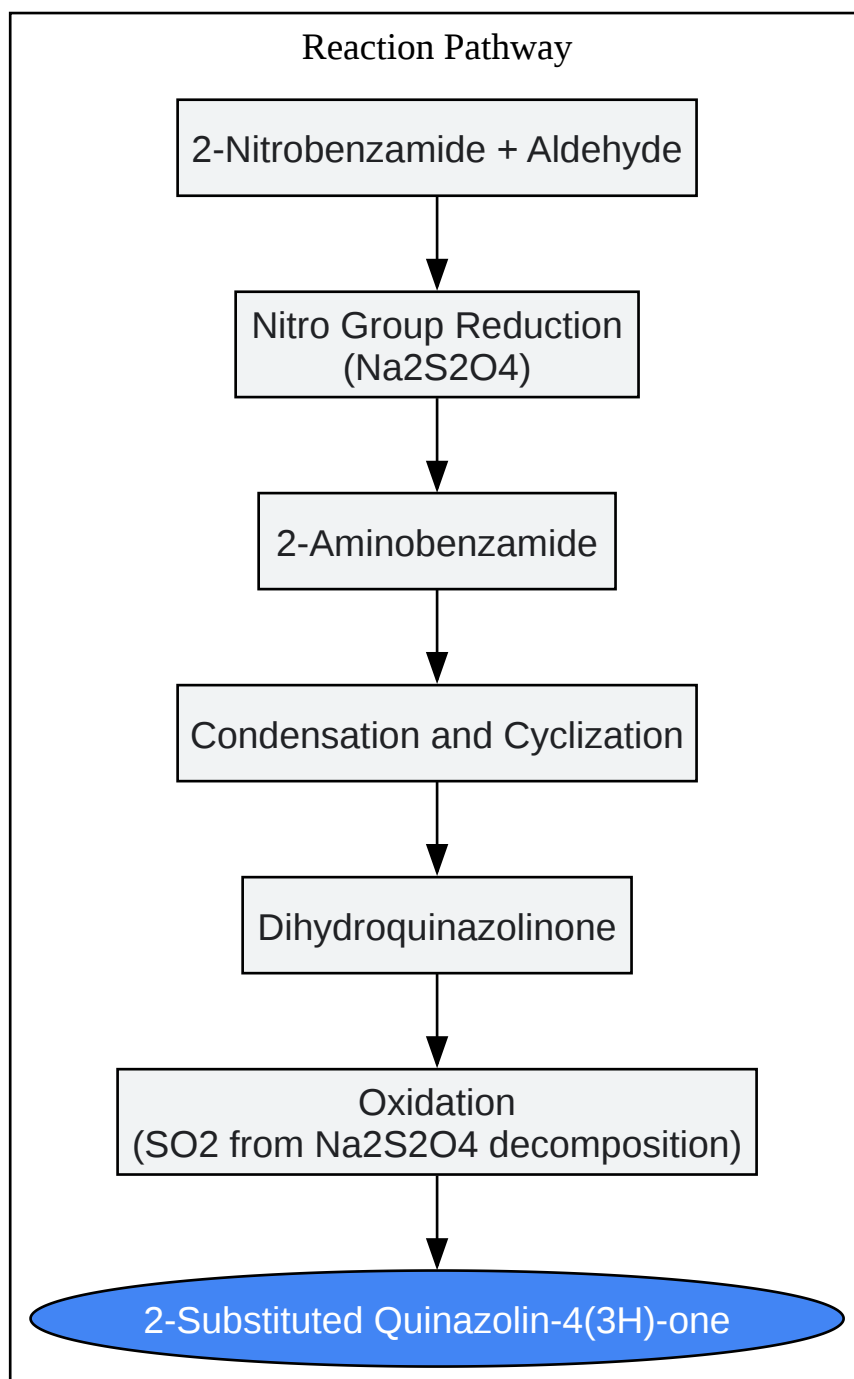 Reaction Pathway
2-Nitrobenzamide + Aldehyde
Nitro Group Reduction
(Na2S2O4)
2-Aminobenzamide
Condensation and Cyclization
Dihydroquinazolinone
Oxidation
(SO2 from Na2S2O4 decomposition)
2-Substituted Quinazolin-4(3H)-one